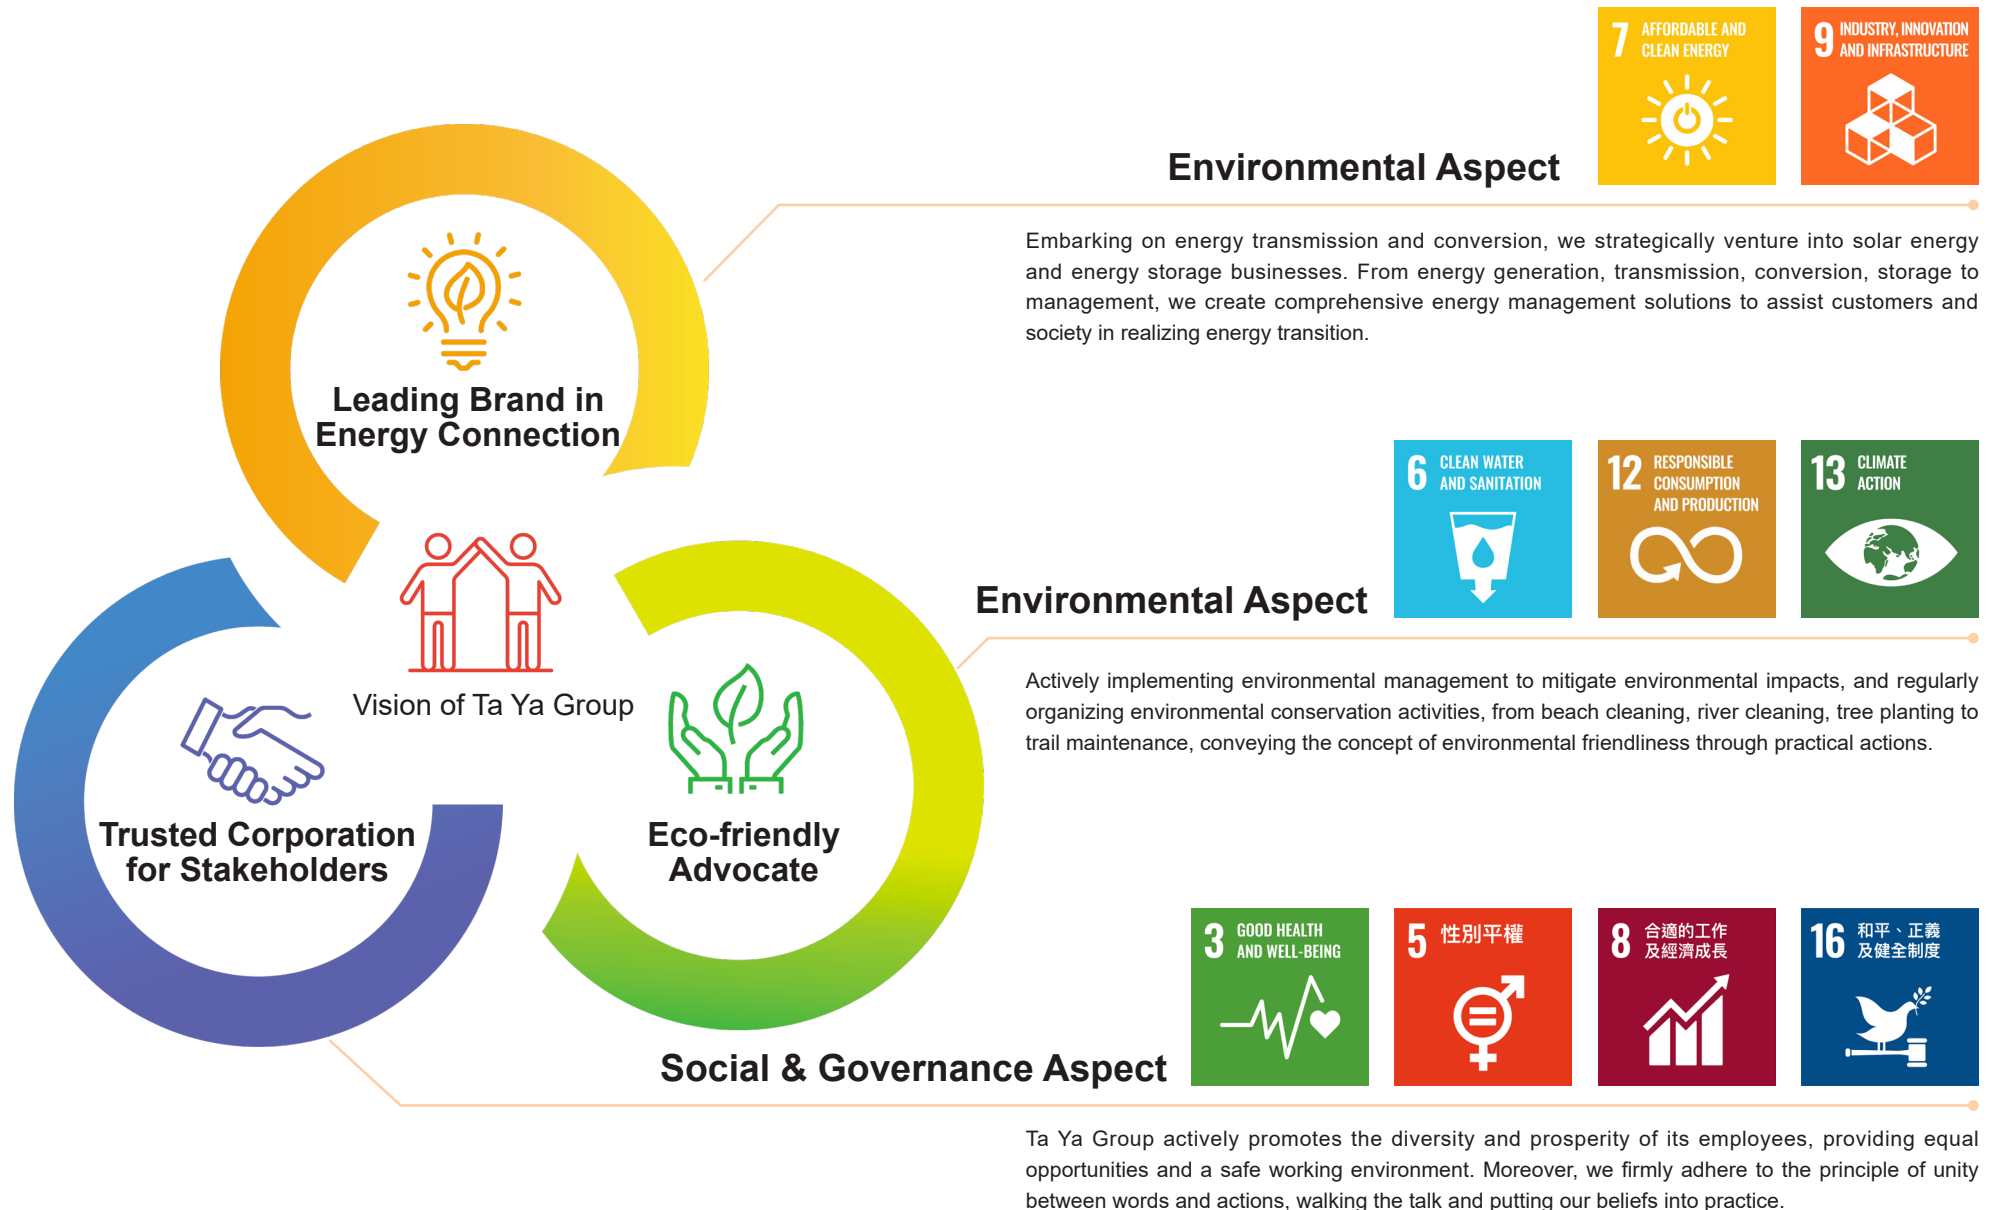 7 AFFORDABLE AND
CLEAN ENERGY
9 INDUSTRY, INNOVATION
AND INFRASTRUCTURE
Environmental Aspect
Embarking on energy transmission and conversion, we strategically venture into solar energy
and energy storage businesses. From energy generation, transmission, conversion, storage to
management, we create comprehensive energy management solutions to assist customers and
society in realizing energy transition.
Leading Brand in
Energy Connection
6 CLEAN WATER
AND SANITATION
12 RESPONSIBLE
CONSUMPTION
AND PRODUCTION
13 CLIMATE
ACTION
Environmental Aspect
Actively implementing environmental management to mitigate environmental impacts, and regularly
organizing environmental conservation activities, from beach cleaning, river cleaning, tree planting to
trail maintenance, conveying the concept of environmental friendliness through practical actions.
Vision of Ta Ya Group
Trusted Corporation
for Stakeholders
Eco-friendly
Advocate
3 GOOD HEALTH
AND WELL-BEING
5 性別平權
8 合適的工作
及經濟成長
16 和平、正義
及健全制度
Social & Governance Aspect
Ta Ya Group actively promotes the diversity and prosperity of its employees, providing equal
opportunities and a safe working environment. Moreover, we firmly adhere to the principle of unity
between words and actions, walking the talk and putting our beliefs into practice.